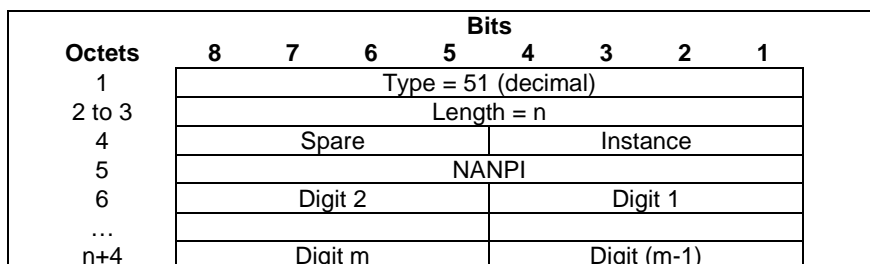 Bits
Octets 8 7 6 5 4 3 2 1
1 Type = 51 (decimal)
2 to 3 Length = n
4 Spare Instance
5 NANPI
6 Digit 2 Digit 1
…
n+4 Digit m Digit (m-1)